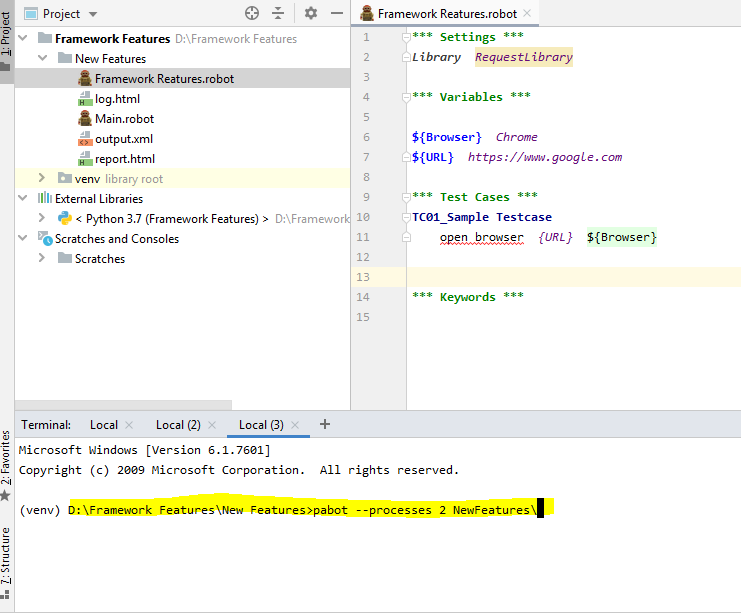 Project
Framework Reatures.robot
1: Project
Framework Features D:\Framework Features
New Features
Framework Reatures.robot
log.html
Main.robot
output.xml
report.html
venv library root
External Libraries
< Python 3.7 (Framework Features) > D:\Framework
Scratches and Consoles
Scratches
1 *** Settings ***
2 Library RequestLibrary
3
4 *** Variables ***
5
6 ${Browser} Chrome
7 ${URL} https://www.google.com
8
9 *** Test Cases ***
10 TC01_Sample Testcase
11 open browser {URL} ${Browser}
12
13
14 *** Keywords ***
15
2: Favorites
7: Structure
Terminal: Local Local (2) Local (3)
Microsoft Windows [Version 6.1.7601]
Copyright (c) 2009 Microsoft Corporation. All rights reserved.
(venv) D:\Framework Features\New Features>pabot --processes 2 NewFeatures\